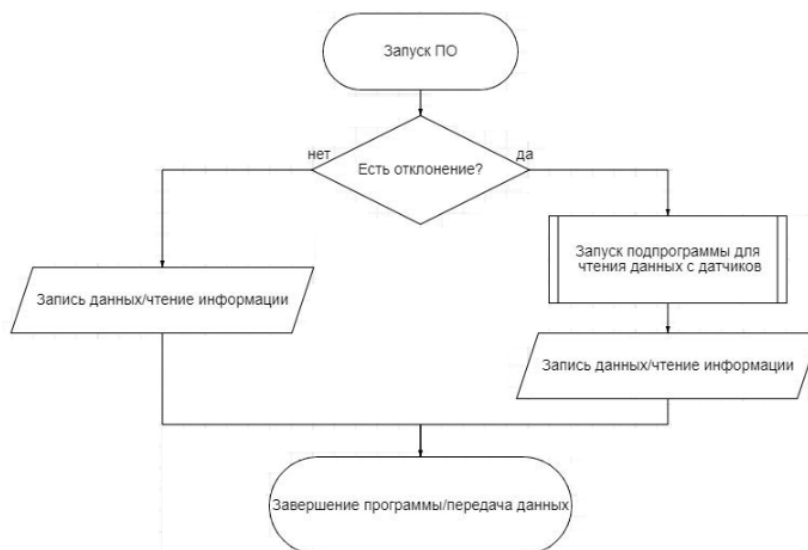 Запуск ПО
нет
да
Есть отклонение?
Запуск подпрограммы для
чтения данных с датчиков
Запись данных/чтение информации
Запись данных/чтение информации
Завершение программы/передача данных